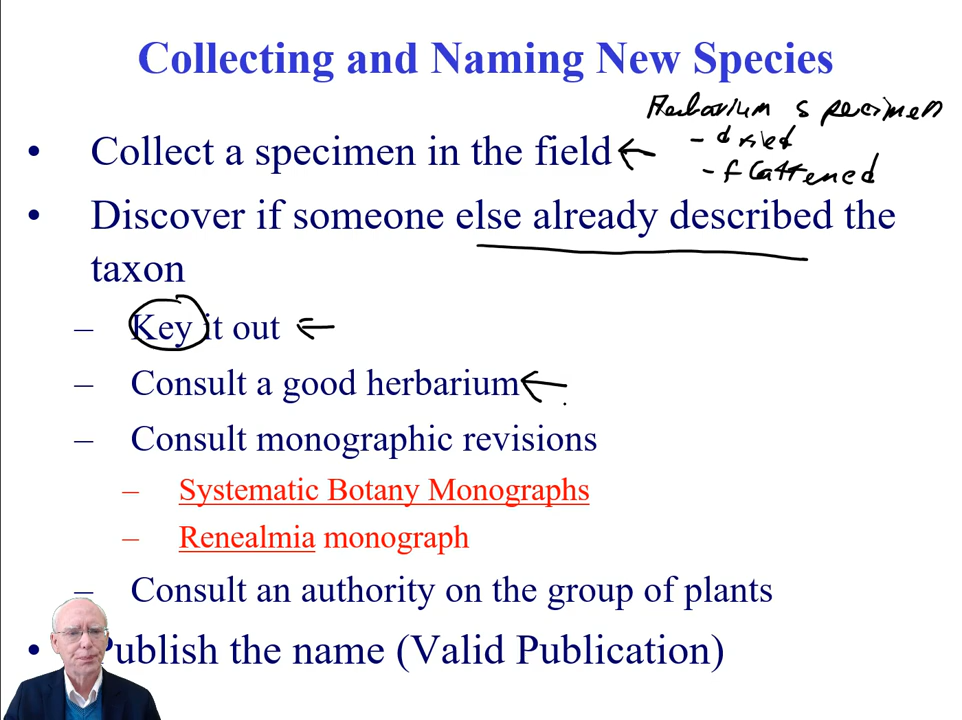 Collecting and Naming New Species
Herbarium specimen
- dried
- flattened
• Collect a specimen in the field
• Discover if someone else already described the
taxon
– Key it out
– Consult a good herbarium
– Consult monographic revisions
– Systematic Botany Monographs
– Renealmia monograph
– Consult an authority on the group of plants
• Publish the name (Valid Publication)